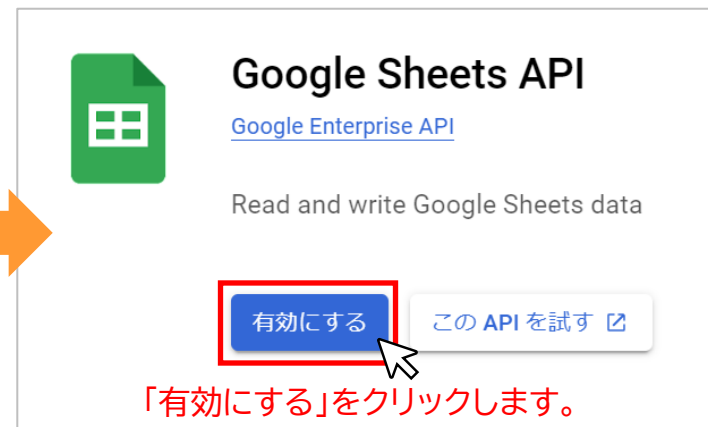 Google Sheets API
Google Enterprise API
Read and write Google Sheets data
有効にする
この API を試す
「有効にする」をクリックします。